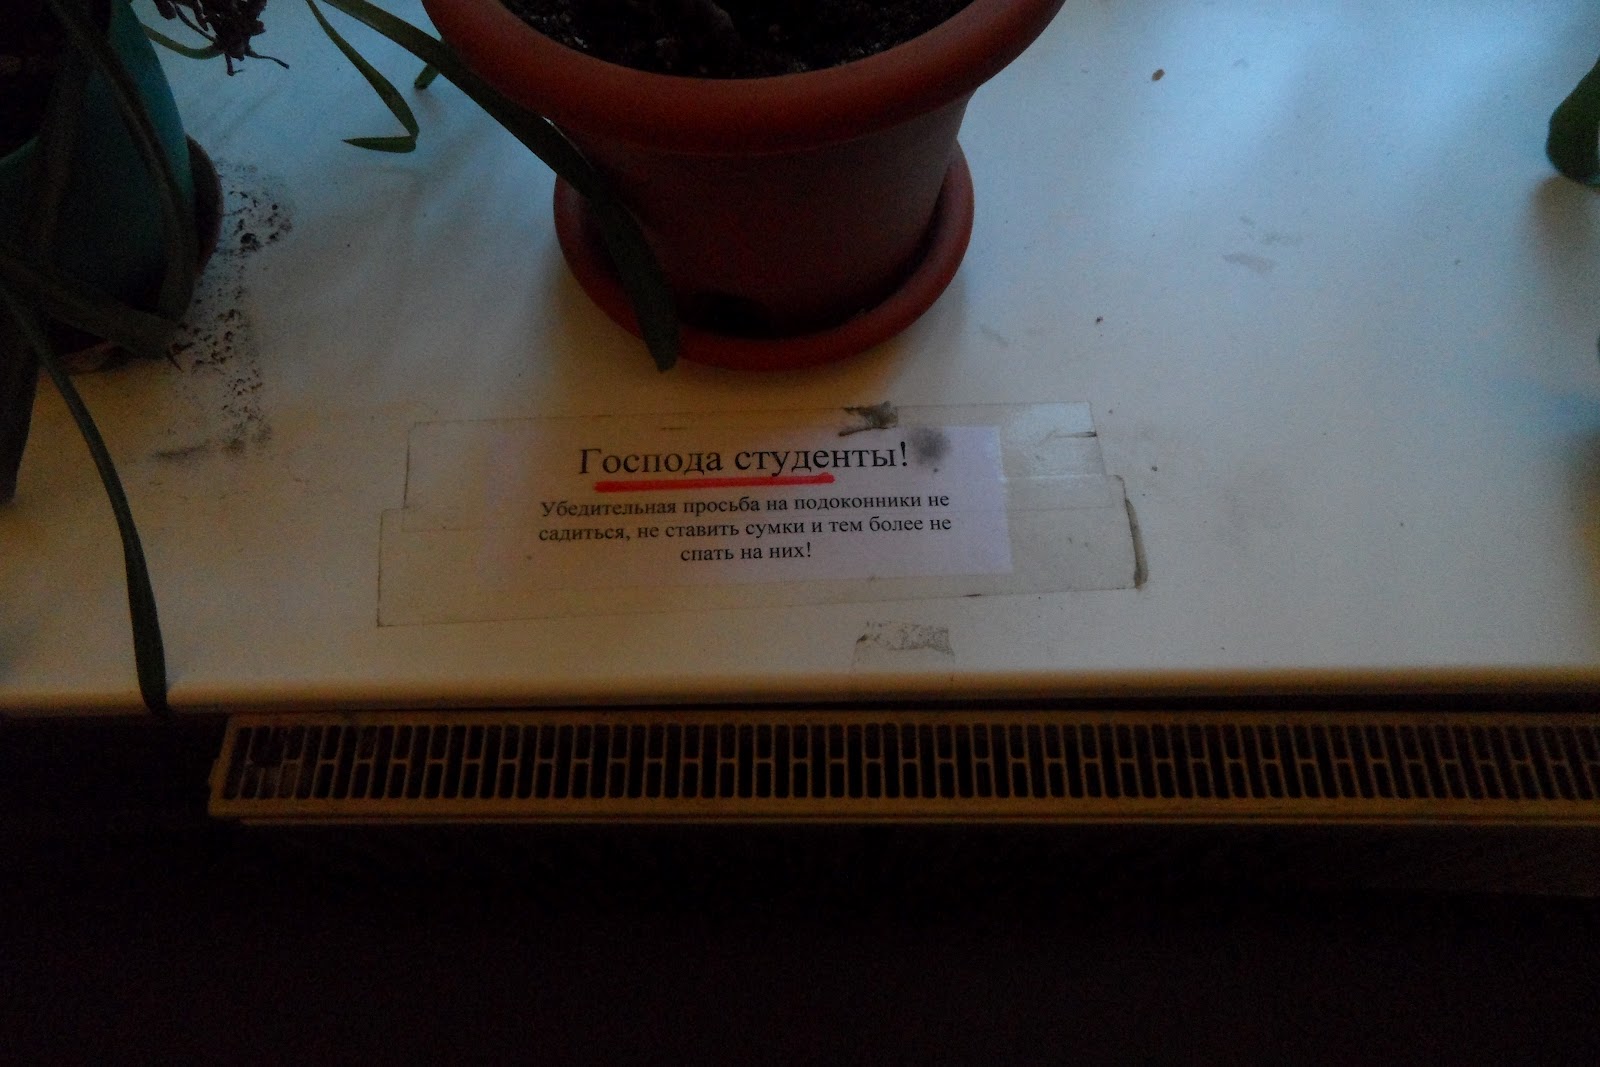 Господа студенты!
Убедительная просьба на подоконники не
садиться, не ставить сумки и тем более не
спать на них!